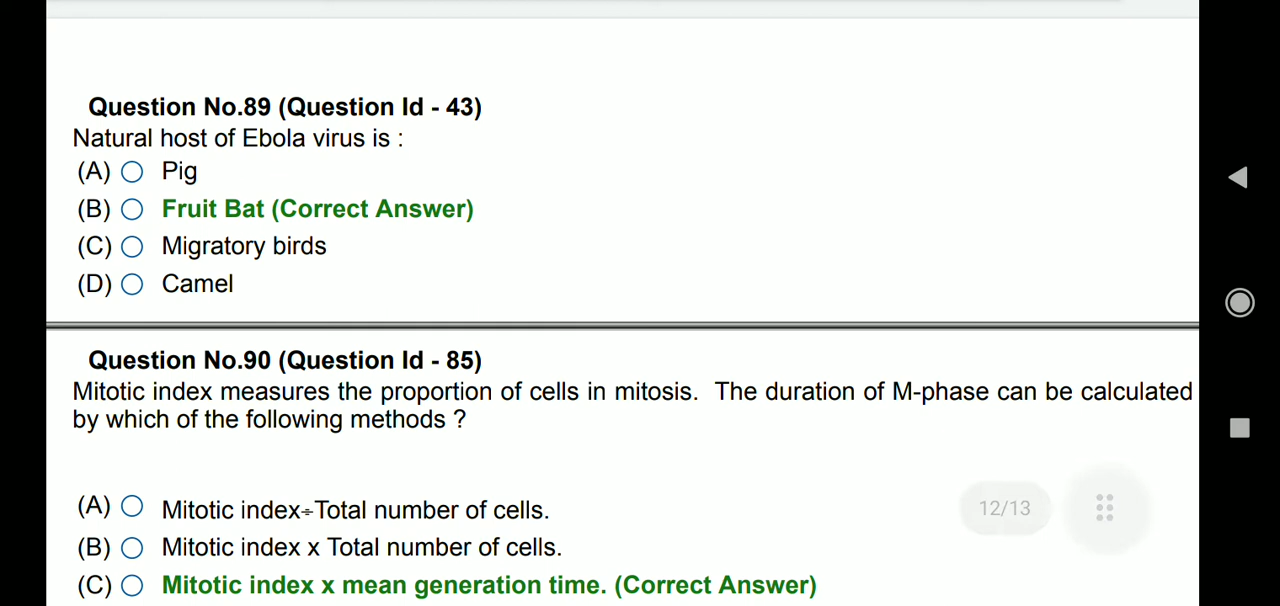 Question No.89 (Question Id - 43)
Natural host of Ebola virus is :
(A) Pig
(B) Fruit Bat (Correct Answer)
(C) Migratory birds
(D) Camel
Question No.90 (Question Id - 85)
Mitotic index measures the proportion of cells in mitosis. The duration of M-phase can be calculated
by which of the following methods ?
(A) Mitotic index÷Total number of cells.
12/13
(B) Mitotic index x Total number of cells.
(C) Mitotic index x mean generation time. (Correct Answer)